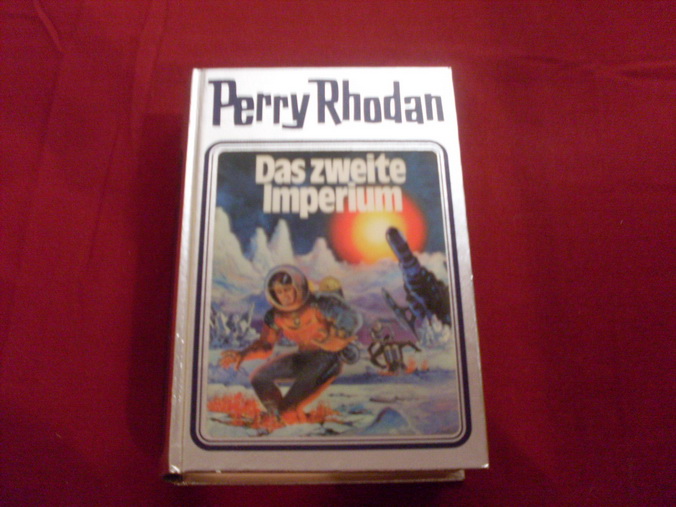 Perry Rhodan
Das zweite
Imperium